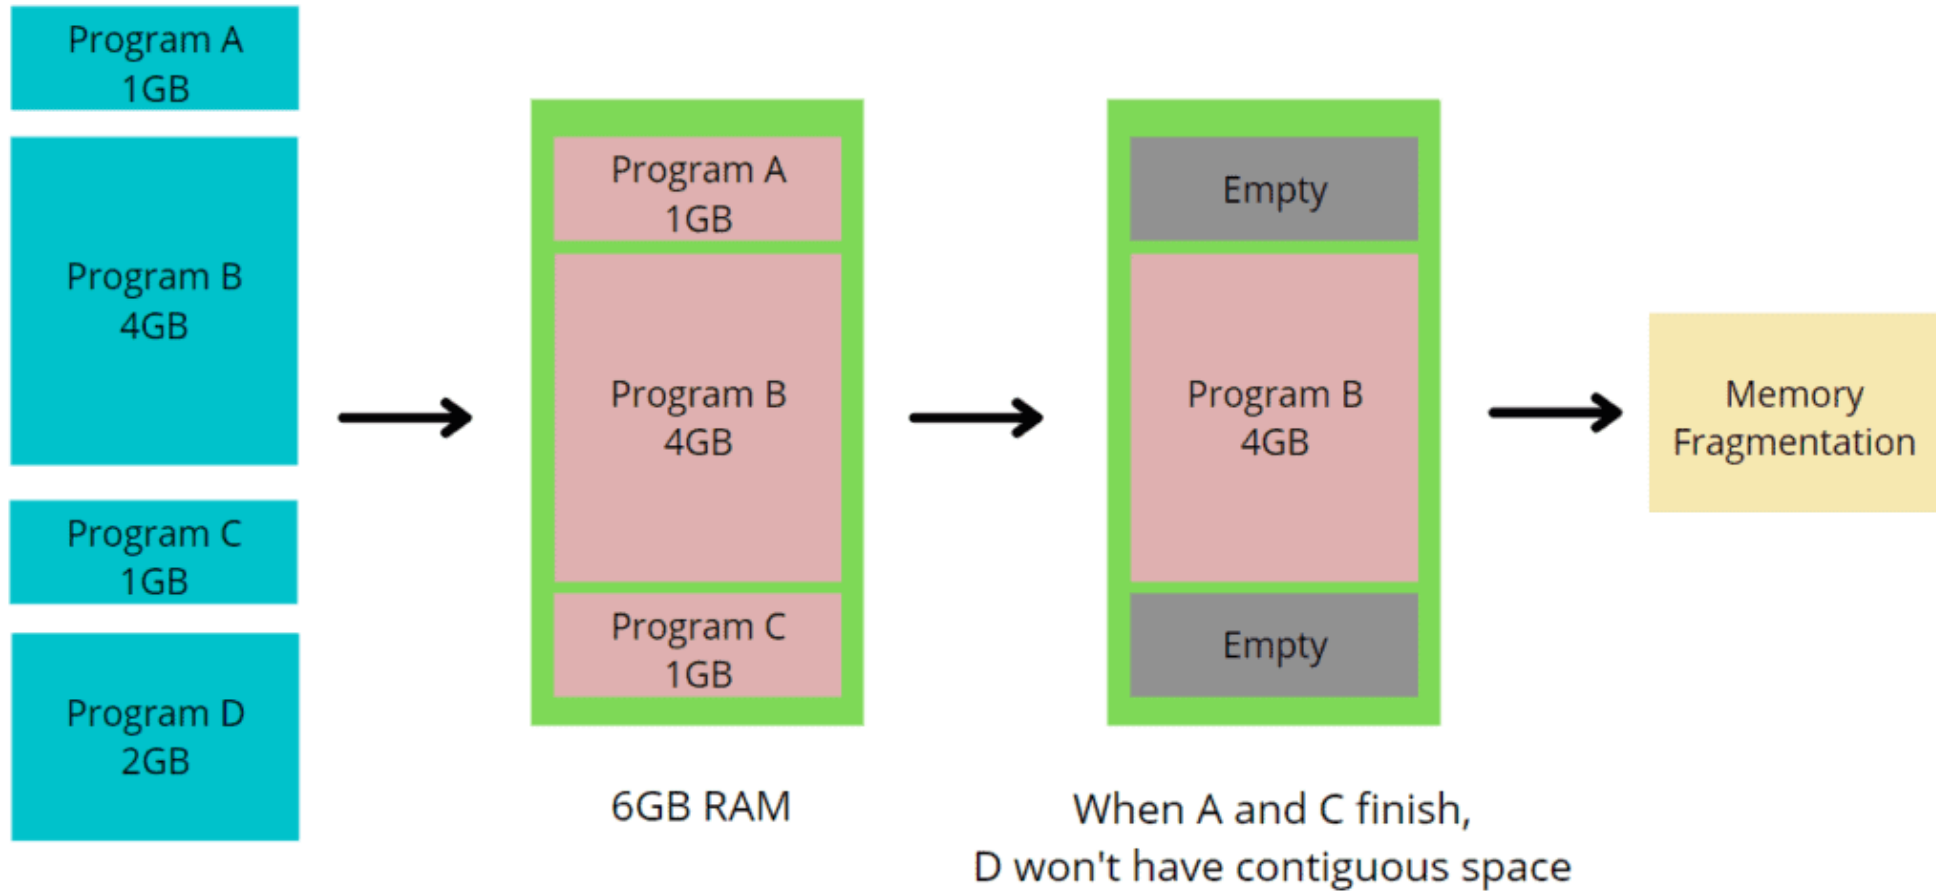 Program A
1GB
Program B
4GB
Program C
1GB
Program D
2GB
Program A
1GB
Program B
4GB
Program C
1GB
6GB RAM
Empty
Program B
4GB
Empty
When A and C finish,
D won't have contiguous space
Memory
Fragmentation